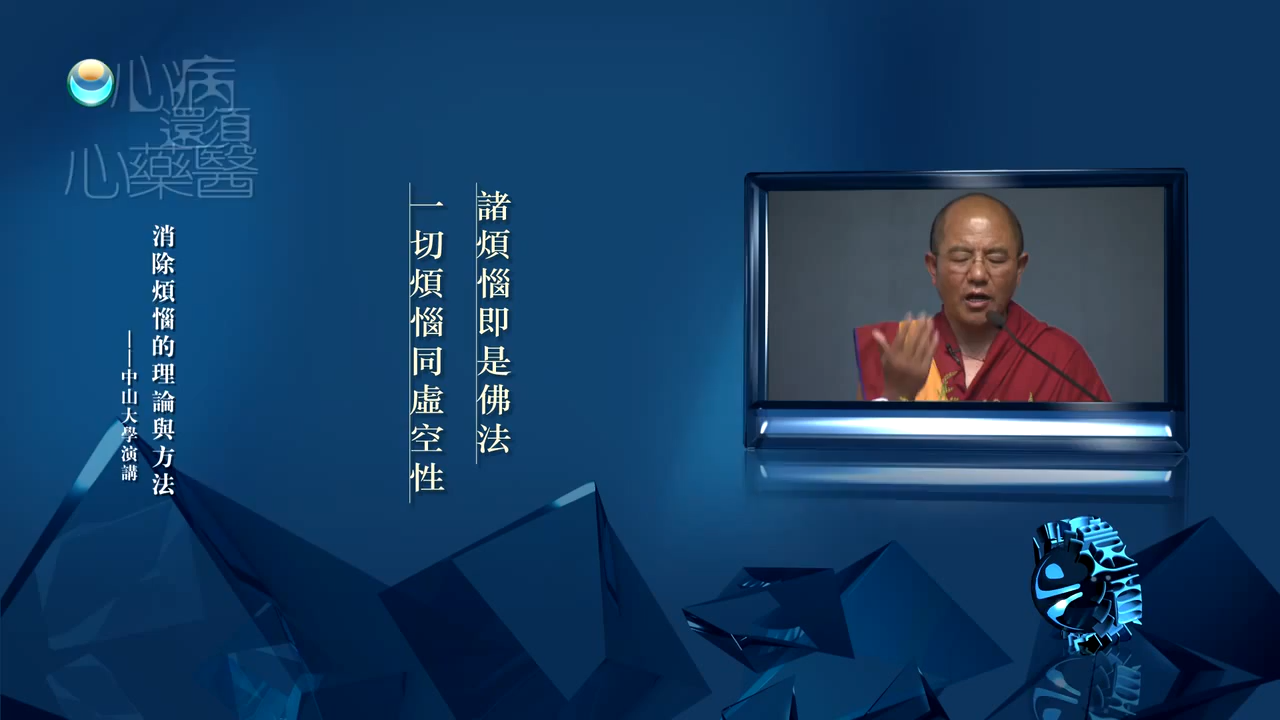 心病
還須
心藥醫
諸煩惱即是佛法
一切煩惱同虛空性
消除煩惱的理論與方法
——中山大學演講